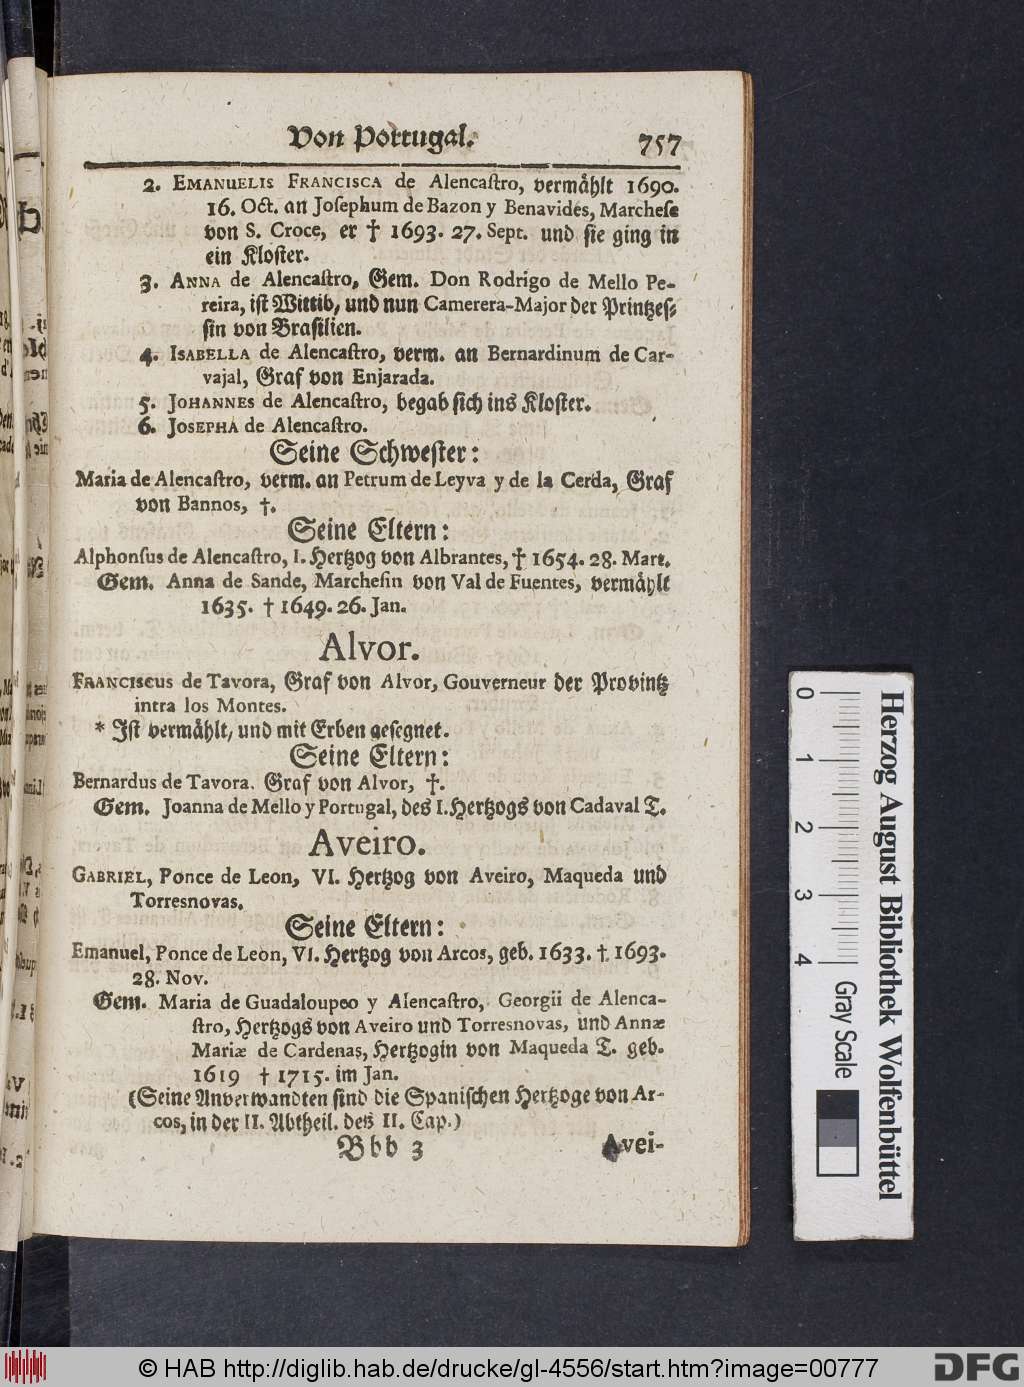 Von Portugal. 757
2. EMANUELIS FRANCISCA de Alencaſtro, vermåhlt 1690.
16. Oct. an Joſephum de Bazon y Benavides, Marcheſe
von S. Croce, er † 1693. 27. Sept. und ſie ging in
ein Kloſter.
3. ANNA de Alencaſtro, Gem. Don Rodrigo de Mello Pe-
reira, iſt Wittib, und nun Camerera-Major der Printzeſ-
ſin von Braſilien.
4. ISABELLA de Alencaſtro, verm. an Bernardinum de Car-
vajal, Graf von Enjarada.
5. JOHANNES de Alencaſtro, begab ſich ins Kloſter.
6. JOSEPHA de Alencaſtro.
Seine Schweſter:
Maria de Alencaſtro, verm. an Petrum de Leyva y de la Cerda, Graf
von Bannos, †.
Seine Eltern:
Alphonſus de Alencaſtro, I. Hertzog von Albrantes, † 1654. 28. Mart.
Gem. Anna de Sande, Marcheſin von Val de Fuentes, vermåhlt
1635. † 1649. 26. Jan.
Alvor.
FRANCISCUS de Tavora, Graf von Alvor, Gouverneur der Provintz
intra los Montes.
* Iſt vermåhlt, und mit Erben geſegnet.
Seine Eltern:
Bernardus de Tavora. Graf von Alvor, †.
Gem. Joanna de Mello y Portugal, des I. Hertzogs von Cadaval T.
Aveiro.
GABRIEL, Ponce de Leon, VI. Hertzog von Aveiro, Maqueda und
Torresnovas.
Seine Eltern:
Emanuel, Ponce de Leon, VI. Hertzog von Arcos, geb. 1633. † 1693.
28. Nov.
Gem. Maria de Guadaloupeo y Alencaſtro, Georgii de Alenca-
ſtro, Hertzogs von Aveiro und Torresnovas, und Annæ
Mariæ de Cardenas, Hertzogin von Maqueda T. geb.
1619 † 1715. im Jan.
(Seine Anverwandten ſind die Spaniſchen Hertzoge von Ar-
cos, in der II. Abtheil. des II. Cap.)
Bbb 3 Avei-
0 1 2 3 4 Gray Scale
Herzog August Bibliothek Wolfenbüttel
© HAB http://diglib.hab.de/drucke/gl-4556/start.htm?image=00777
DFG